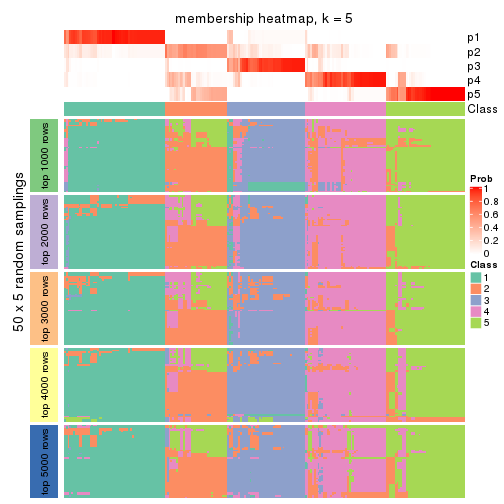 membership heatmap, k = 5
p1
p2
p3
p4
p5
Class
50 x 5 random samplings
top 1000 rows
top 2000 rows
top 3000 rows
top 4000 rows
top 5000 rows
Prob
1
0.8
0.6
0.4
0.2
0
Class
1
2
3
4
5